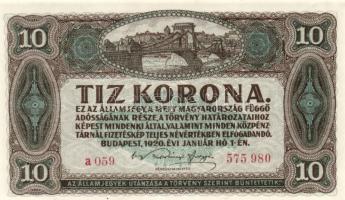 10 10
TIZ KORONA.
EZ AZ ÁLLAMJEGY A MELY MAGYARORSZÁG FÜGGŐ
ADÓSSÁGÁNAK RÉSZE, A TÖRVÉNY HATÁROZATAIHOZ
KÉPEST MINDENKI ÁLTAL, VALAMINT MINDEN KÖZPÉNZ
TÁRNÁL FIZETÉSKÉP TELJES NÉVÉRTÉKBEN ELFOGADANDÓ.
BUDAPEST, 1920. ÉVI JANUÁR HÓ 1-ÉN.
a 059 575 980
10 10
AZ ÁLLAMJEGYEK UTÁNZÁSA A TÖRVÉNY SZERINT BÜNTETTETIK.